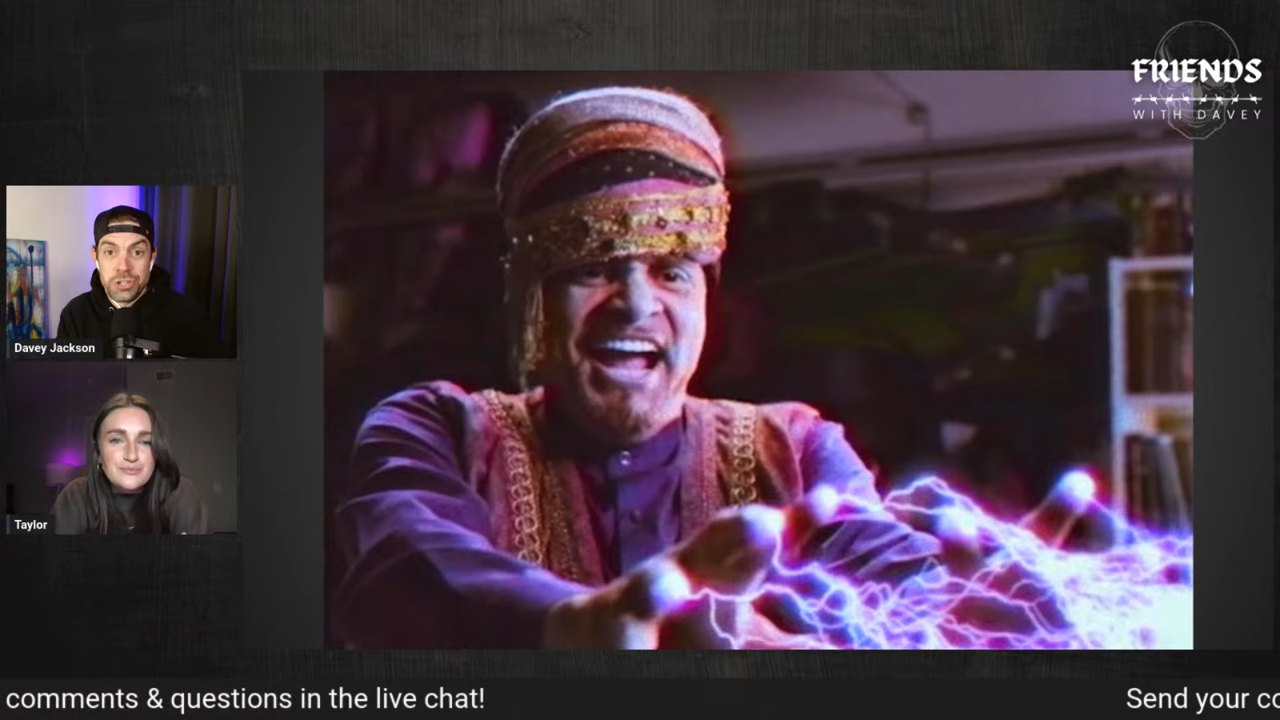 FRIENDS
WITH DAVEY
Davey Jackson
Taylor
comments & questions in the live chat!
Send your co